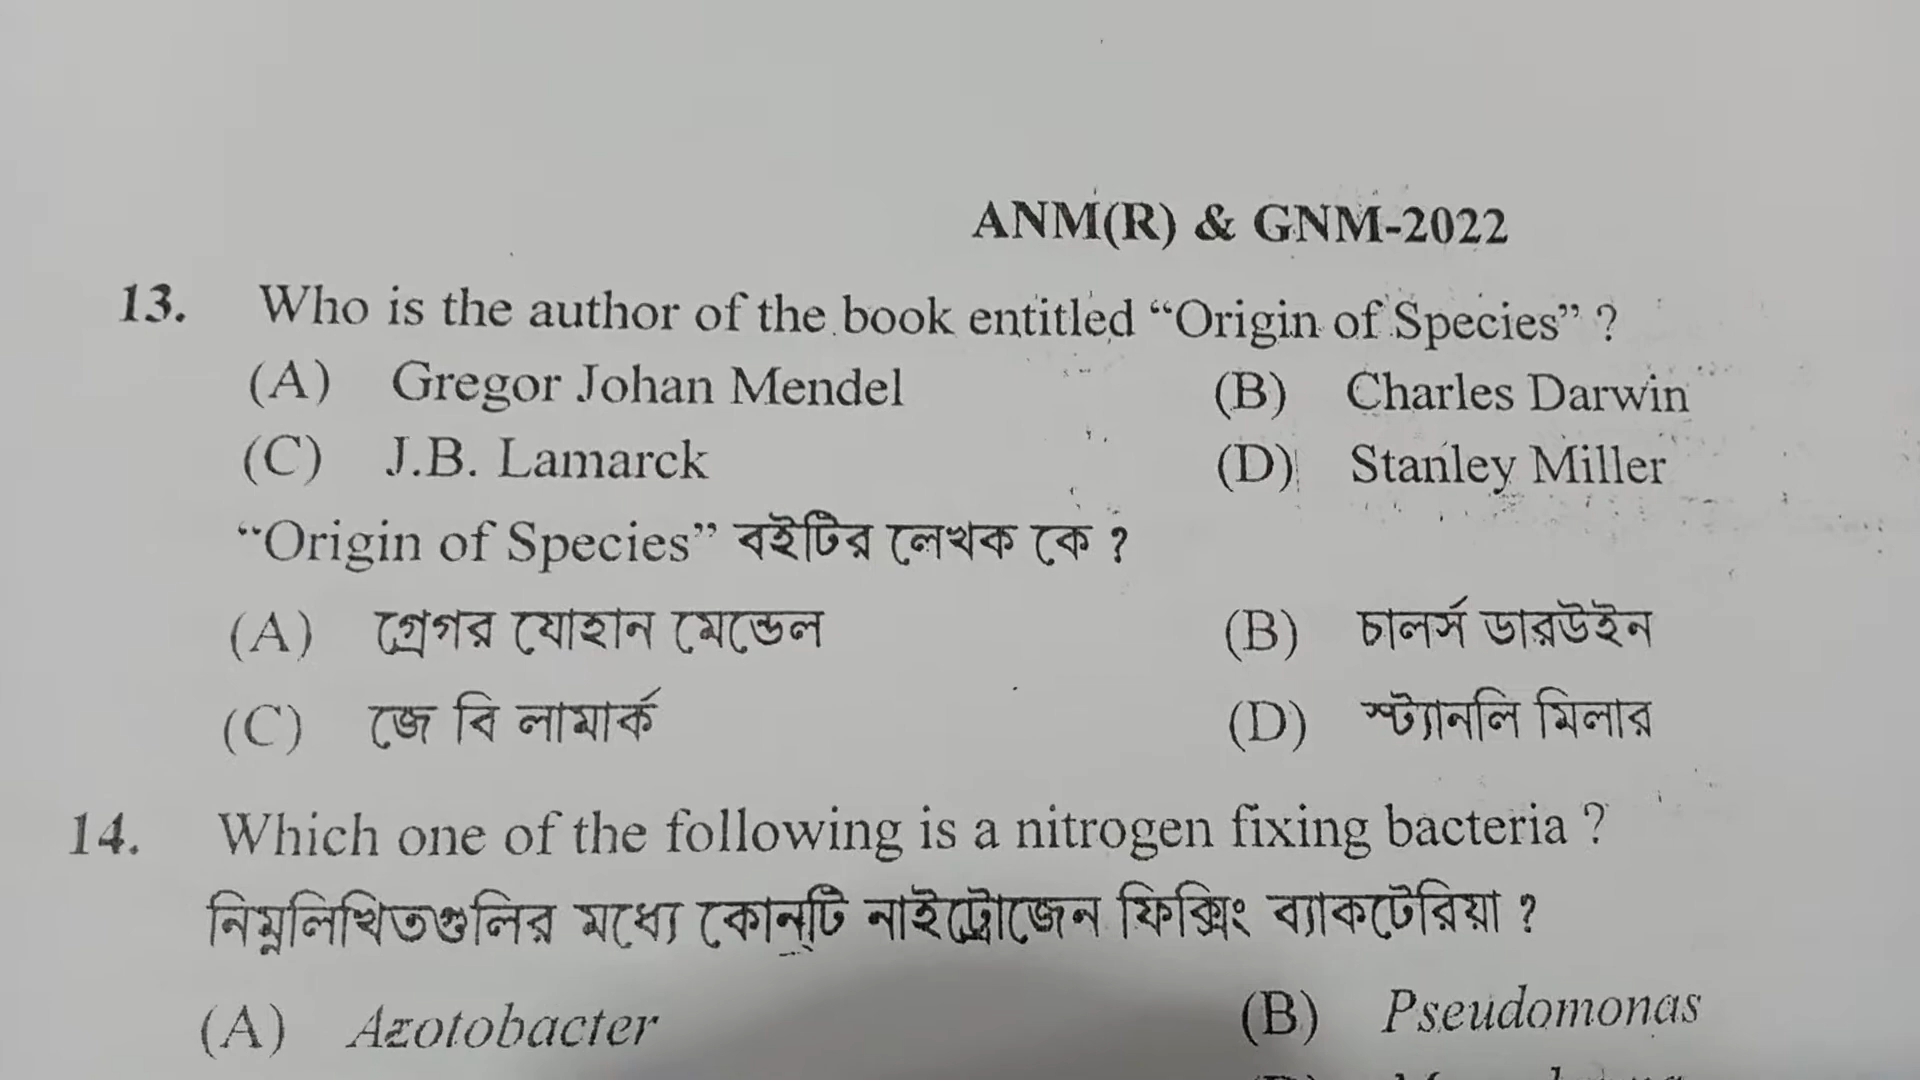 ANM(R) & GNM-2022
13. Who is the author of the book entitled “Origin of Species” ?
(A) Gregor Johan Mendel (B) Charles Darwin
(C) J.B. Lamarck (D) Stanley Miller
“Origin of Species” বইটির লেখক কে ?
(A) গ্রেগর যোহান মেন্ডেল (B) চালর্স ডারউইন
(C) জে বি লামার্ক (D) স্ট্যানলি মিলার
14. Which one of the following is a nitrogen fixing bacteria ?
নিম্নলিখিতগুলির মধ্যে কোন্‌টি নাইট্রোজেন ফিক্সিং ব্যাকটেরিয়া ?
(A) Azotobacter (B) Pseudomonas